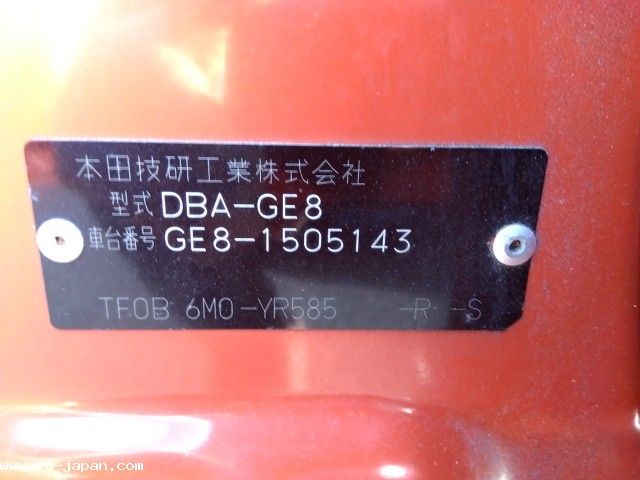 本田技研工業株式会社
型式 DBA-GE8
車台番号 GE8-1505143
TF0B 6M0-YR585 -R -S